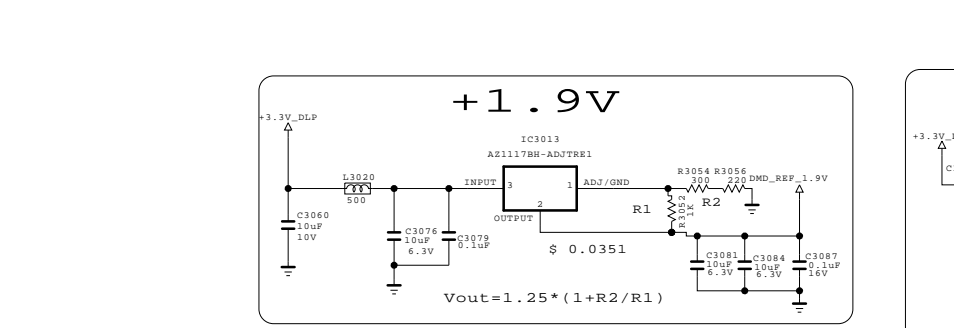 +1.9V
+3.3V_DLP
IC3013
AZ1117BH-ADJTRE1
L3020
500
INPUT
3
1
ADJ/GND
2
OUTPUT
R3054
300
R3056
220
DMD_REF_1.9V
R1
R3052
1K
R2
C3060
10uF
10V
C3076
10uF
6.3V
C3079
0.1uF
$ 0.0351
C3081
10uF
6.3V
C3084
10uF
6.3V
C3087
0.1uF
16V
Vout=1.25*(1+R2/R1)
+3.3V_
C